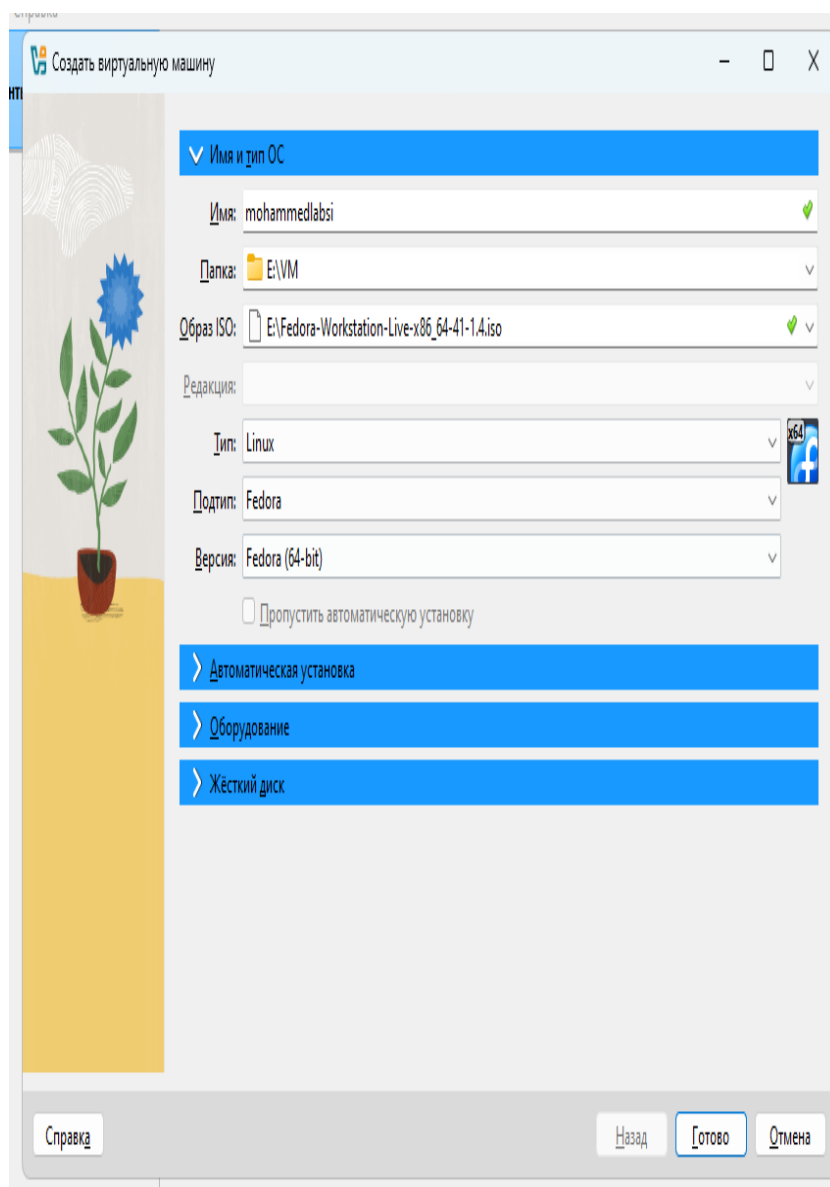 Справка
Создать виртуальную машину
Имя и тип ОС
Имя: mohammedlabsi
Папка: E:\VM
Образ ISO: E:\Fedora-Workstation-Live-x86_64-41-1.4.iso
Редакция:
Тип: Linux
x64
Подтип: Fedora
Версия: Fedora (64-bit)
Пропустить автоматическую установку
Автоматическая установка
Оборудование
Жёсткий диск
Справка Назад Готово Отмена